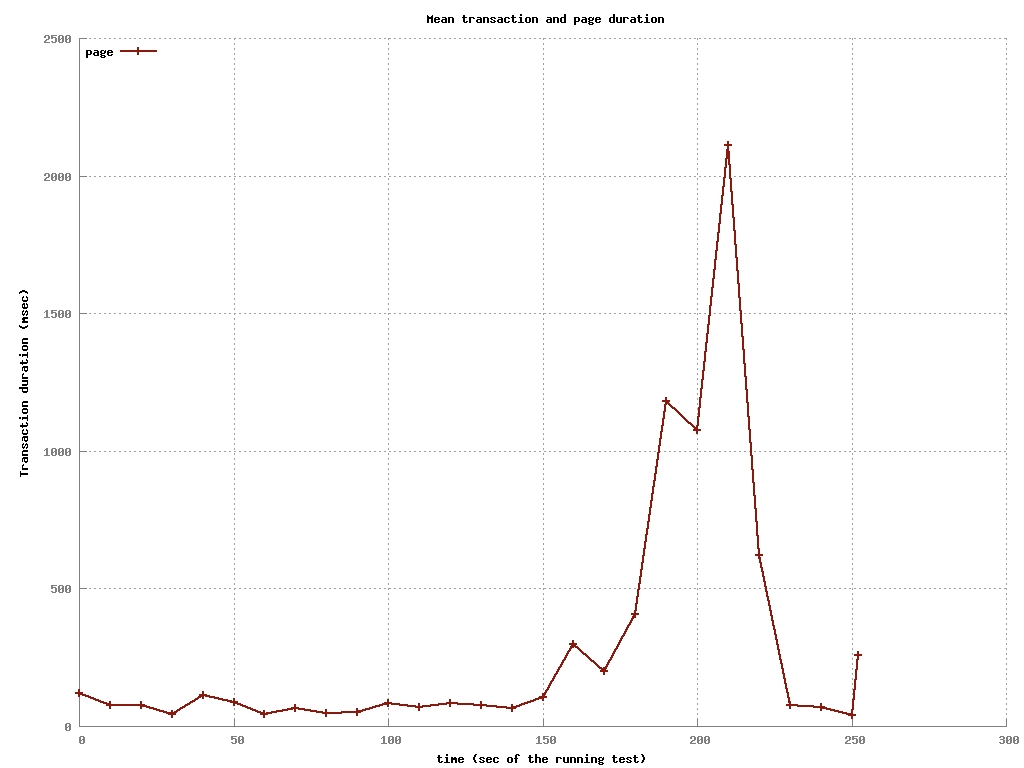 Mean transaction and page duration
2500
page
2000
1500
1000
500
0
Transaction duration (msec)
0 50 100 150 200 250 300
time (sec of the running test)